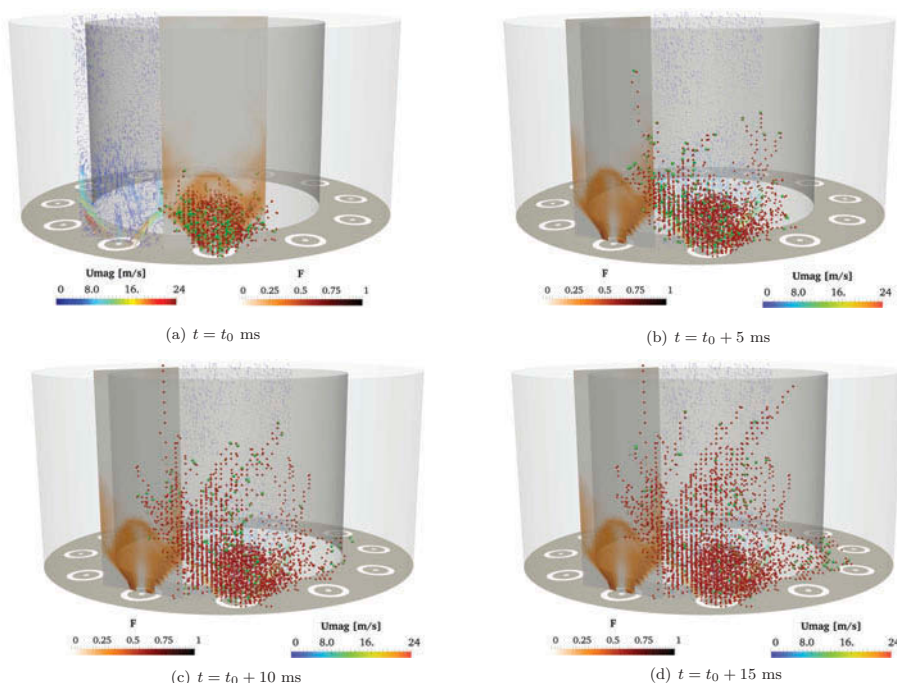 Umag [m/s]
0 8.0 16. 24
F
0 0.25 0.5 0.75 1
(a) t = t₀ ms
F
0 0.25 0.5 0.75 1
Umag [m/s]
0 8.0 16. 24
(b) t = t₀ + 5 ms
F
0 0.25 0.5 0.75 1
Umag [m/s]
0 8.0 16. 24
(c) t = t₀ + 10 ms
F
0 0.25 0.5 0.75 1
Umag [m/s]
0 8.0 16. 24
(d) t = t₀ + 15 ms